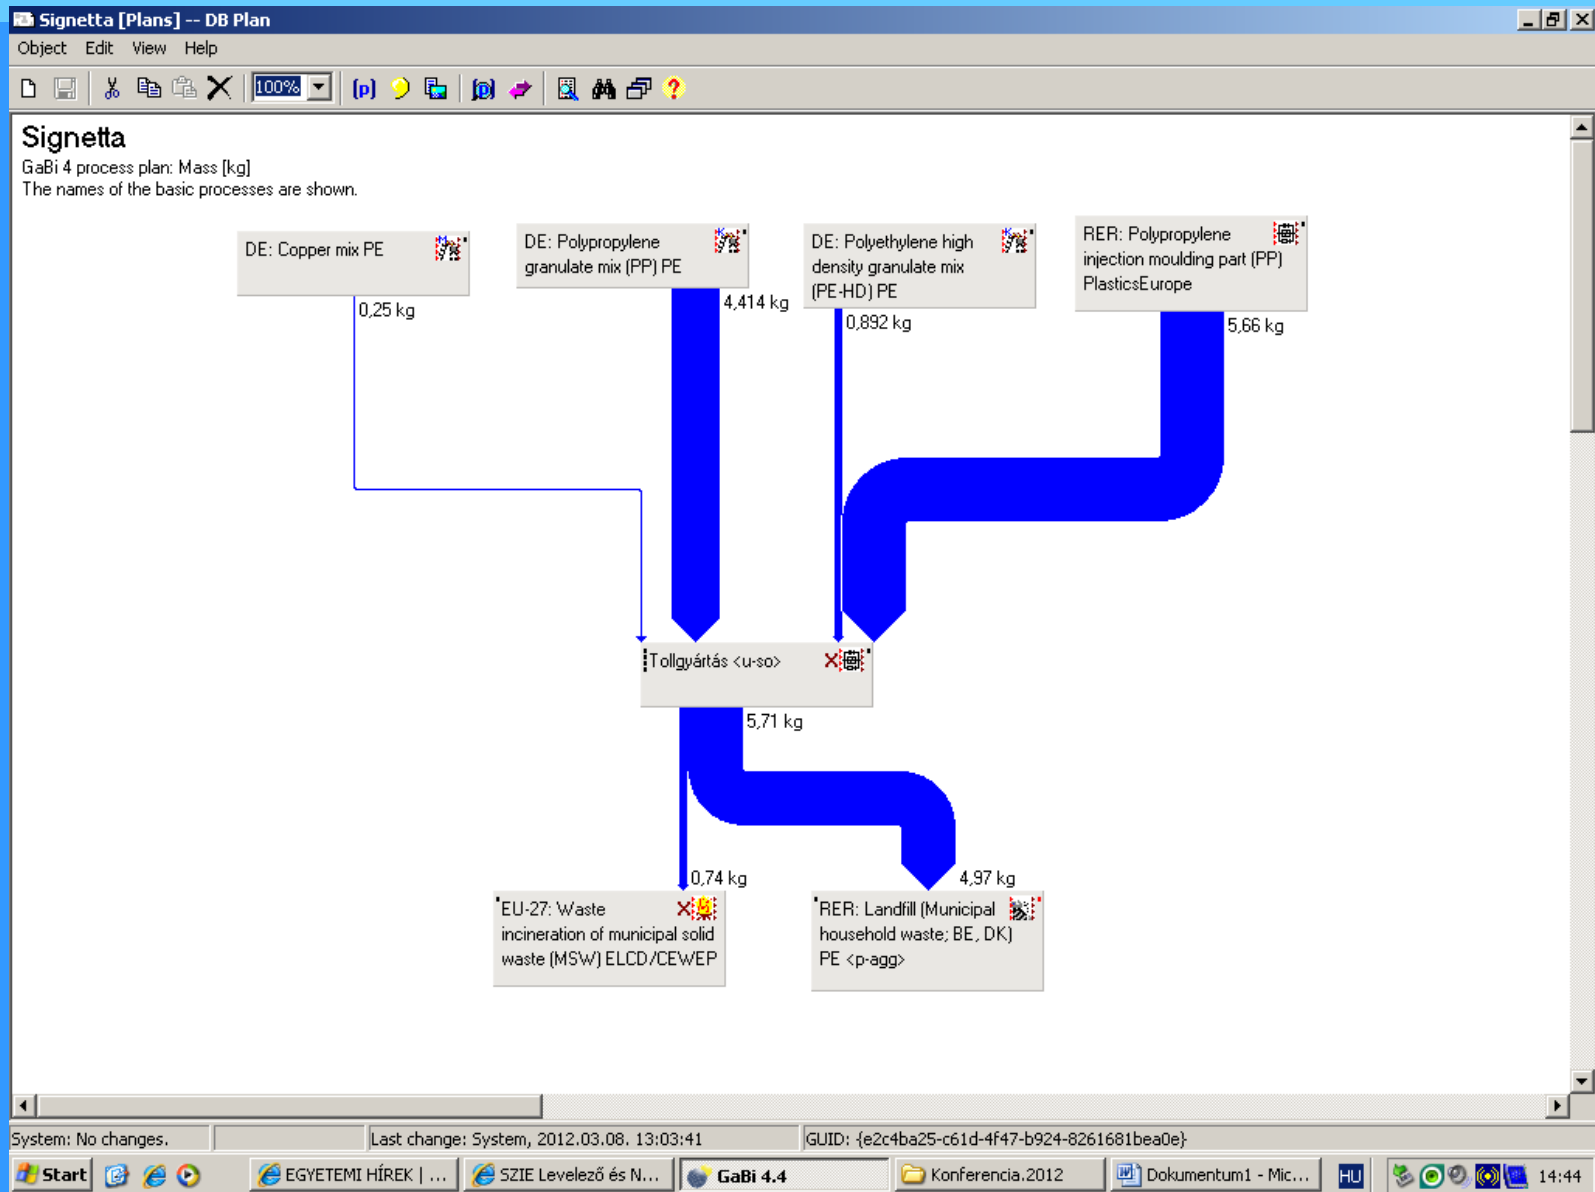 Signetta [Plans] -- DB Plan
Object Edit View Help
100%
Signetta
GaBi 4 process plan: Mass [kg]
The names of the basic processes are shown.
DE: Copper mix PE
0,25 kg
DE: Polypropylene
granulate mix (PP) PE
4,414 kg
DE: Polyethylene high
density granulate mix
(PE-HD) PE
0,892 kg
RER: Polypropylene
injection moulding part (PP)
PlasticsEurope
5,66 kg
Tollgyártás <u-so>
5,71 kg
0,74 kg
4,97 kg
EU-27: Waste
incineration of municipal solid
waste (MSW) ELCD/CEWEP
RER: Landfill (Municipal
household waste; BE, DK)
PE <p-agg>
System: No changes. Last change: System, 2012.03.08. 13:03:41 GUID: {e2c4ba25-c61d-4f47-b924-8261681bea0e}
Start EGYETEMI HÍREK | ... SZIE Levelező és N... GaBi 4.4 Konferencia.2012 Dokumentum1 - Mic... HU 14:44